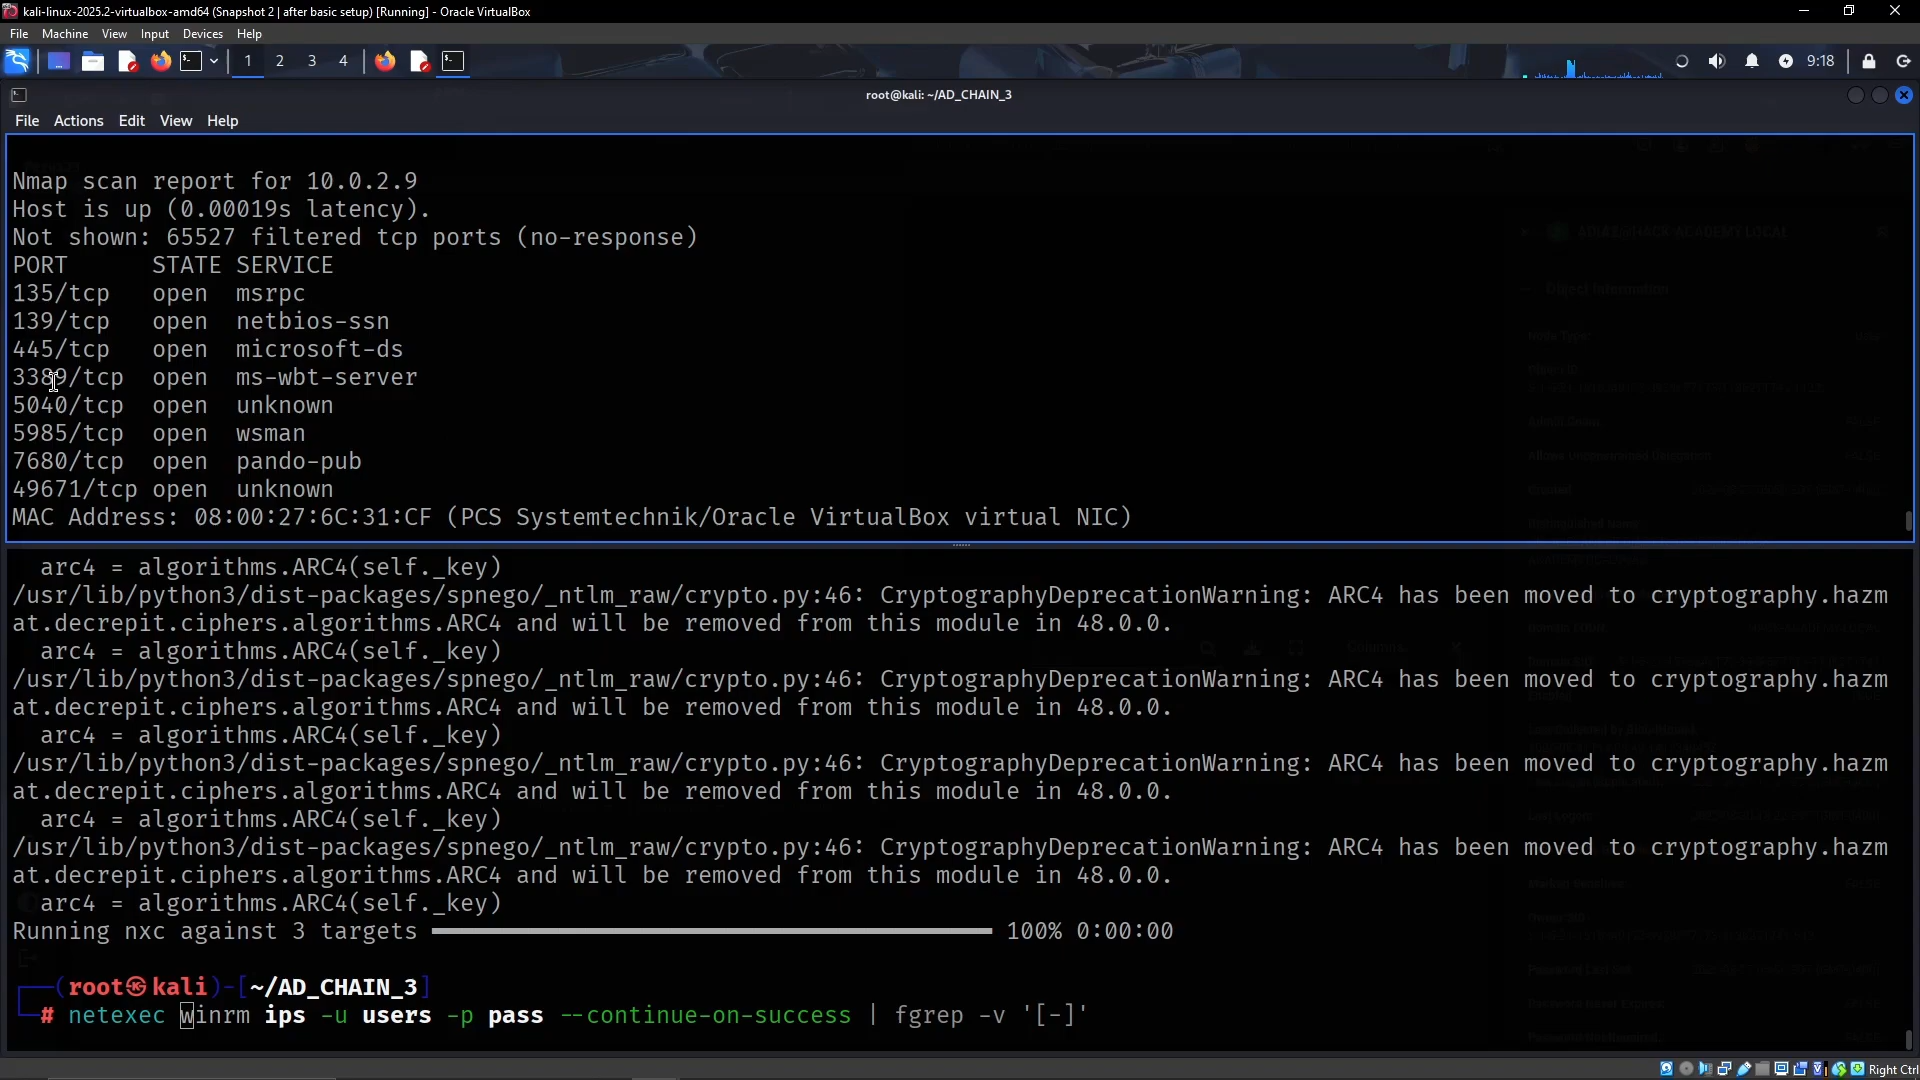 kali-linux-2025.2-virtualbox-amd64 (Snapshot 2 | after basic setup) [Running] - Oracle VirtualBox
File Machine View Input Devices Help
1 2 3 4 9:18
root@kali: ~/AD_CHAIN_3
File Actions Edit View Help
Nmap scan report for 10.0.2.9
Host is up (0.00019s latency).
Not shown: 65527 filtered tcp ports (no-response)
PORT STATE SERVICE
135/tcp open msrpc
139/tcp open netbios-ssn
445/tcp open microsoft-ds
3389/tcp open ms-wbt-server
5040/tcp open unknown
5985/tcp open wsman
7680/tcp open pando-pub
49671/tcp open unknown
MAC Address: 08:00:27:6C:31:CF (PCS Systemtechnik/Oracle VirtualBox virtual NIC)
arc4 = algorithms.ARC4(self._key)
/usr/lib/python3/dist-packages/spnego/_ntlm_raw/crypto.py:46: CryptographyDeprecationWarning: ARC4 has been moved to cryptography.hazm
at.decrepit.ciphers.algorithms.ARC4 and will be removed from this module in 48.0.0.
arc4 = algorithms.ARC4(self._key)
/usr/lib/python3/dist-packages/spnego/_ntlm_raw/crypto.py:46: CryptographyDeprecationWarning: ARC4 has been moved to cryptography.hazm
at.decrepit.ciphers.algorithms.ARC4 and will be removed from this module in 48.0.0.
arc4 = algorithms.ARC4(self._key)
/usr/lib/python3/dist-packages/spnego/_ntlm_raw/crypto.py:46: CryptographyDeprecationWarning: ARC4 has been moved to cryptography.hazm
at.decrepit.ciphers.algorithms.ARC4 and will be removed from this module in 48.0.0.
arc4 = algorithms.ARC4(self._key)
/usr/lib/python3/dist-packages/spnego/_ntlm_raw/crypto.py:46: CryptographyDeprecationWarning: ARC4 has been moved to cryptography.hazm
at.decrepit.ciphers.algorithms.ARC4 and will be removed from this module in 48.0.0.
arc4 = algorithms.ARC4(self._key)
Running nxc against 3 targets 100% 0:00:00
(root㉿kali)-[~/AD_CHAIN_3]
# netexec winrm ips -u users -p pass --continue-on-success | fgrep -v '[-]'
Right Ctrl